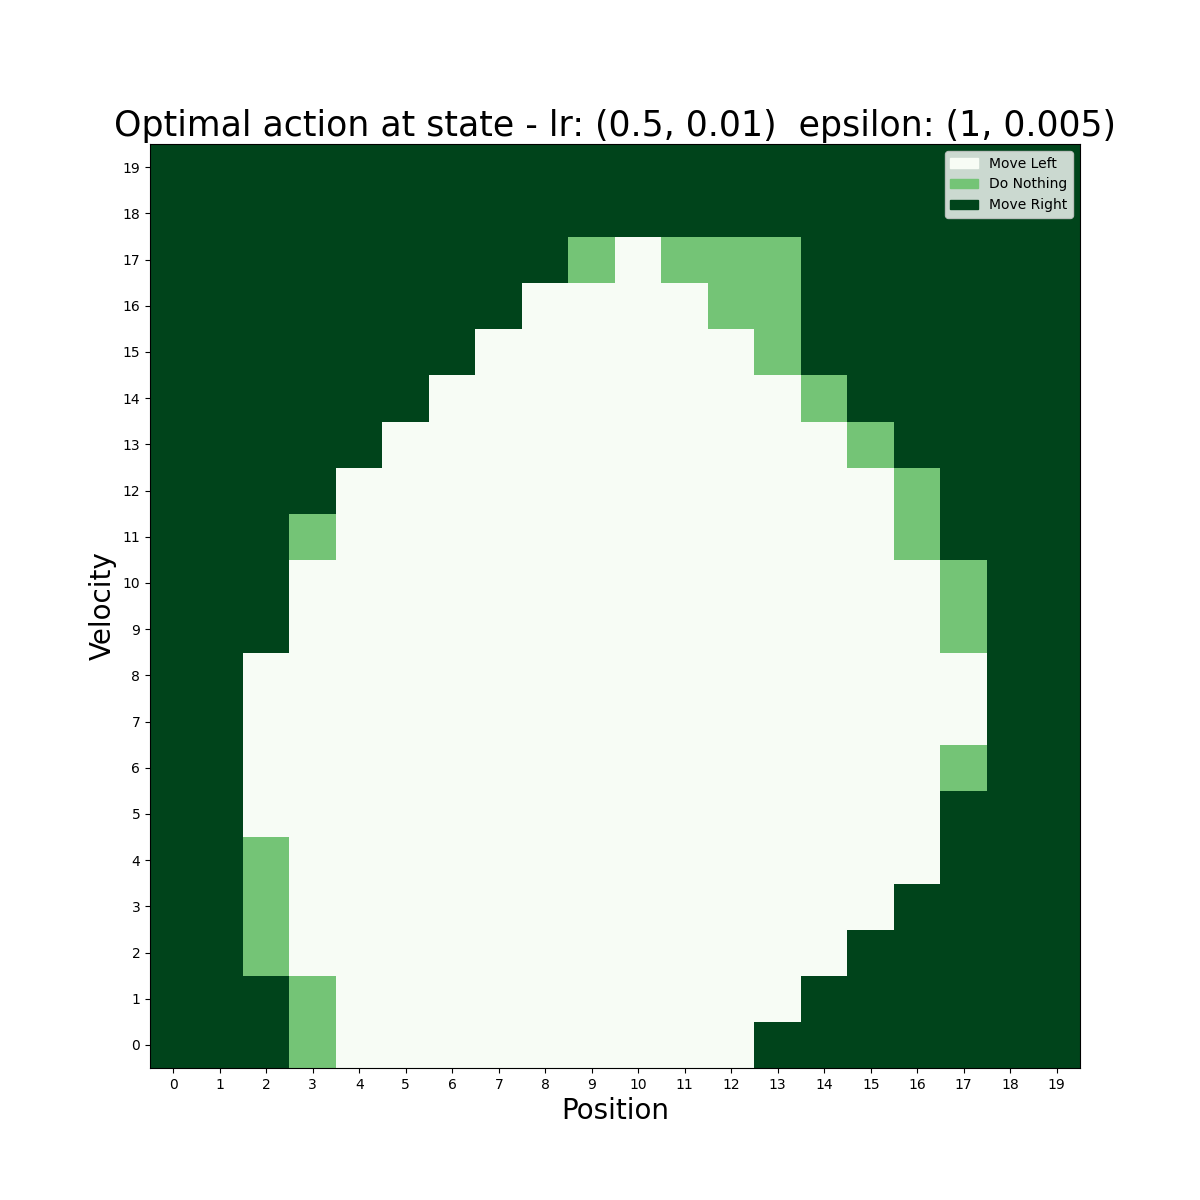 Optimal action at state - lr: (0.5, 0.01)  epsilon: (1, 0.005)
Move Left
Do Nothing
Move Right
19
18
17
16
15
14
13
12
11
10
9
8
7
6
5
4
3
2
1
0
Velocity
0 1 2 3 4 5 6 7 8 9 10 11 12 13 14 15 16 17 18 19
Position